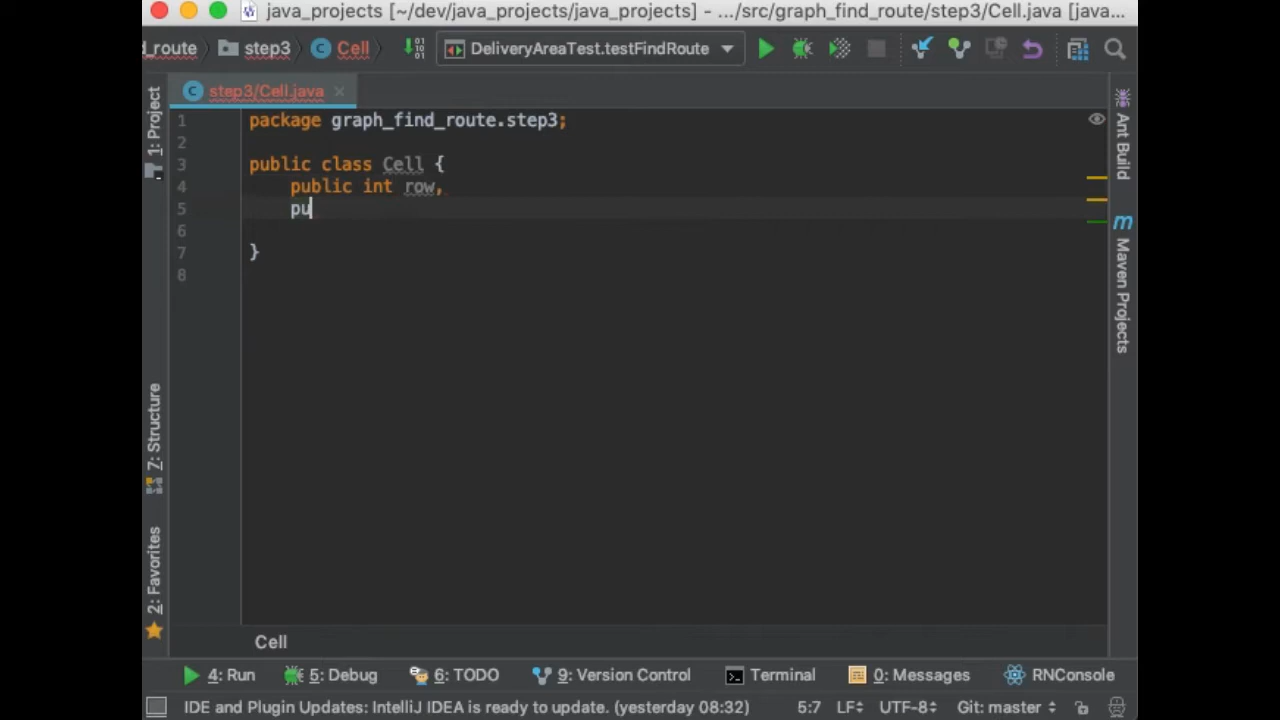 java_projects [~/dev/java_projects/java_projects] - .../src/graph_find_route/step3/Cell.java [java...
d_route step3 Cell DeliveryAreaTest.testFindRoute
step3/Cell.java
1 package graph_find_route.step3;
2
3 public class Cell {
4 public int row,
5 pu
6
7 }
8
1: Project
7: Structure
2: Favorites
Ant Build
m
Maven Projects
Cell
4: Run 5: Debug 6: TODO 9: Version Control Terminal 0: Messages RNConsole
IDE and Plugin Updates: IntelliJ IDEA is ready to update. (yesterday 08:32) 5:7 LF UTF-8 Git: master